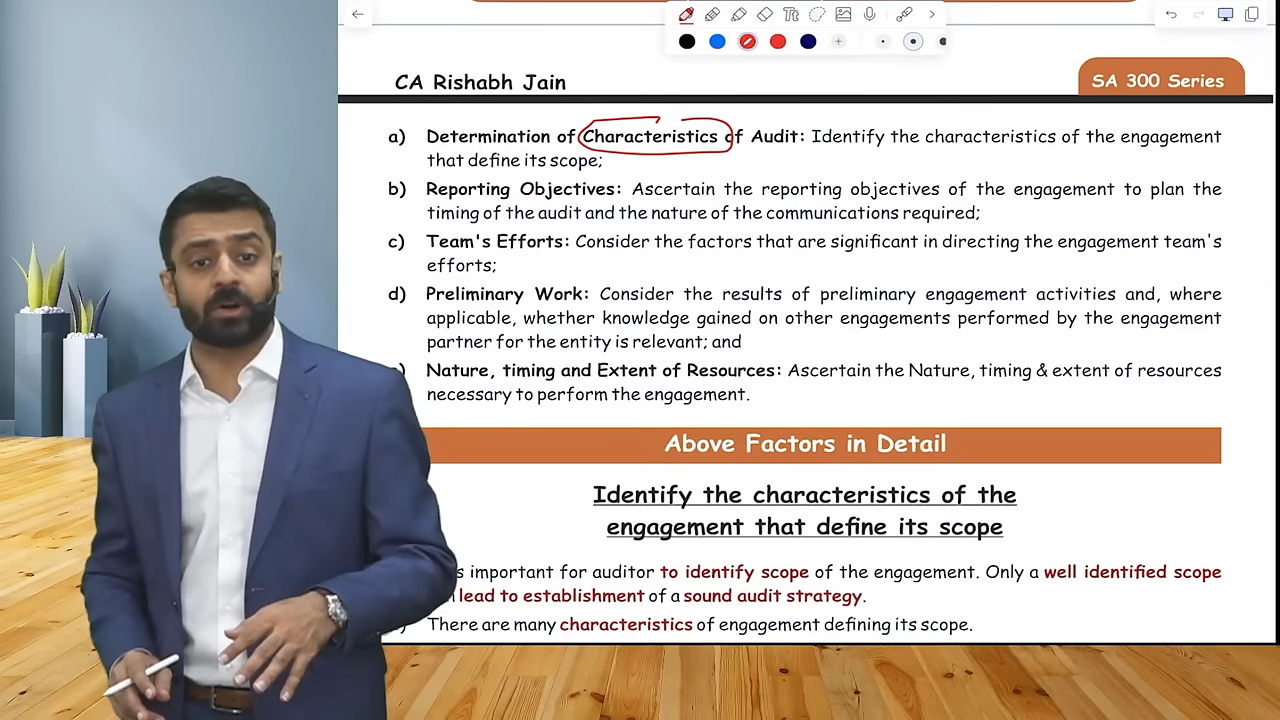 Tt
CA Rishabh Jain
SA 300 Series
a) Determination of Characteristics of Audit: Identify the characteristics of the engagement
that define its scope;
b) Reporting Objectives: Ascertain the reporting objectives of the engagement to plan the
timing of the audit and the nature of the communications required;
c) Team's Efforts: Consider the factors that are significant in directing the engagement team's
efforts;
d) Preliminary Work: Consider the results of preliminary engagement activities and, where
applicable, whether knowledge gained on other engagements performed by the engagement
partner for the entity is relevant; and
Nature, timing and Extent of Resources: Ascertain the Nature, timing & extent of resources
necessary to perform the engagement.
Above Factors in Detail
Identify the characteristics of the
engagement that define its scope
important for auditor to identify scope of the engagement. Only a well identified scope
lead to establishment of a sound audit strategy.
There are many characteristics of engagement defining its scope.